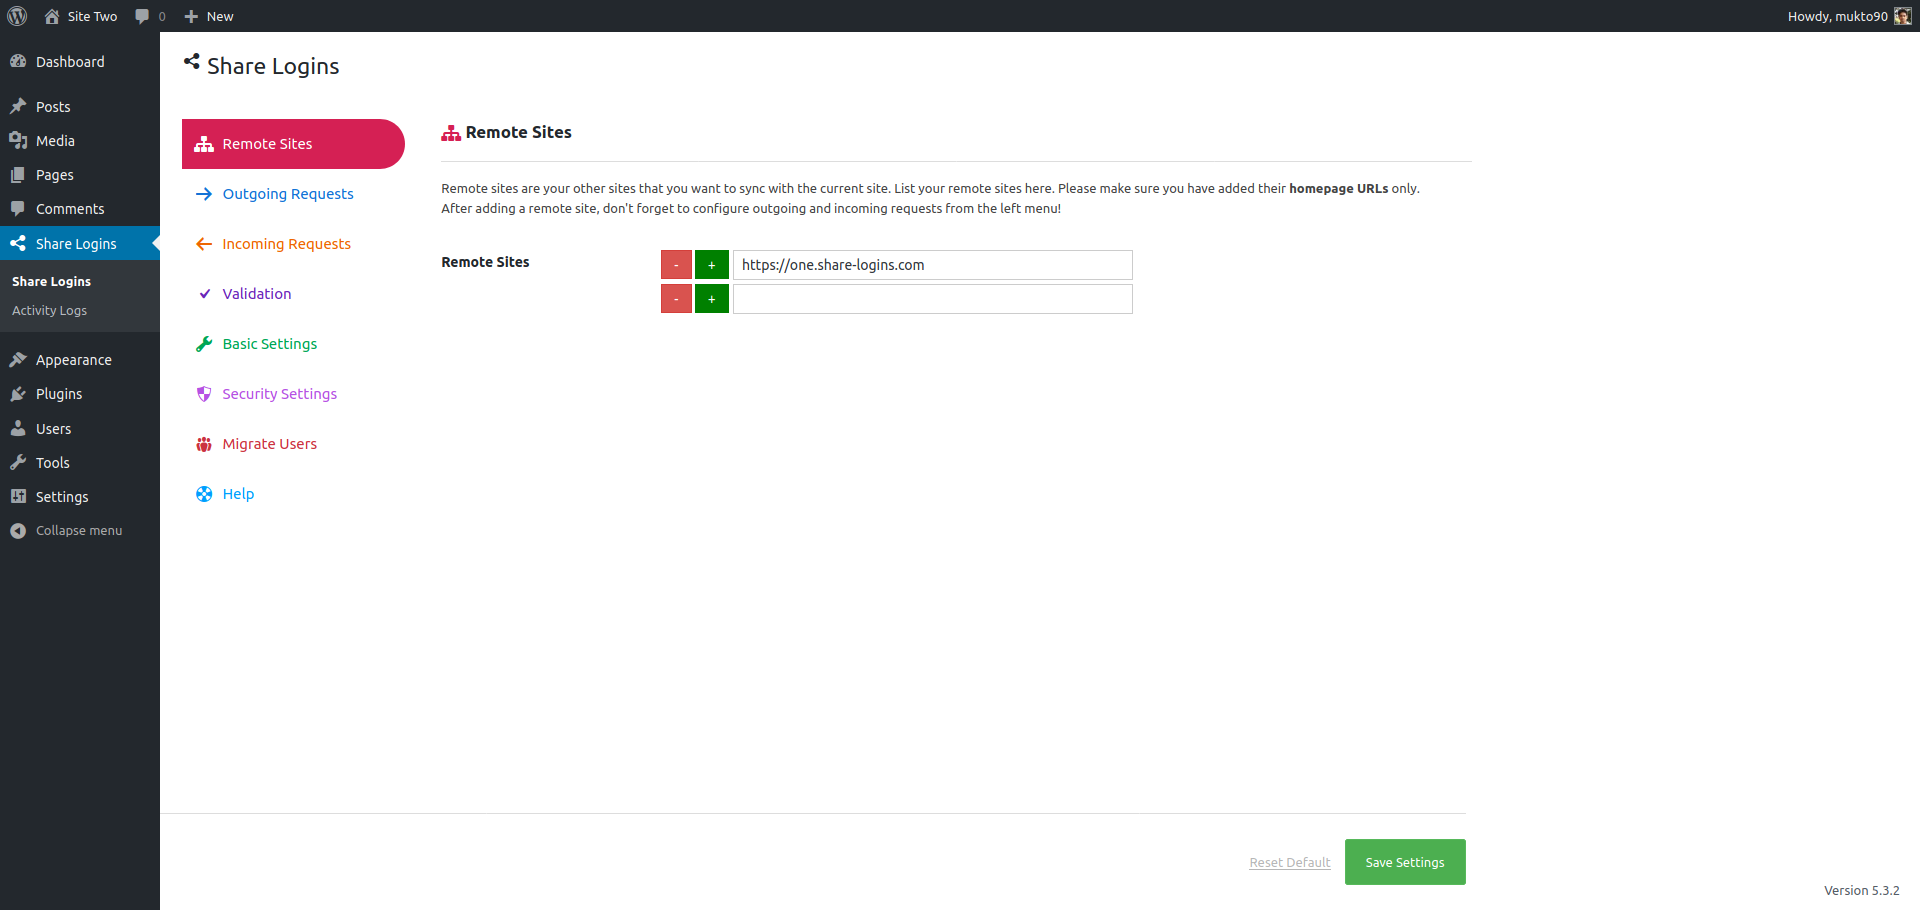 Site Two
0
New
Howdy, mukto90
Dashboard
Posts
Media
Pages
Comments
Share Logins
Share Logins
Activity Logs
Appearance
Plugins
Users
Tools
Settings
Collapse menu
Share Logins
Remote Sites
Outgoing Requests
Incoming Requests
Validation
Basic Settings
Security Settings
Migrate Users
Help
Remote Sites
Remote sites are your other sites that you want to sync with the current site. List your remote sites here. Please make sure you have added their homepage URLs only.
After adding a remote site, don't forget to configure outgoing and incoming requests from the left menu!
Remote Sites
- + https://one.share-logins.com
- +
Reset Default
Save Settings
Version 5.3.2